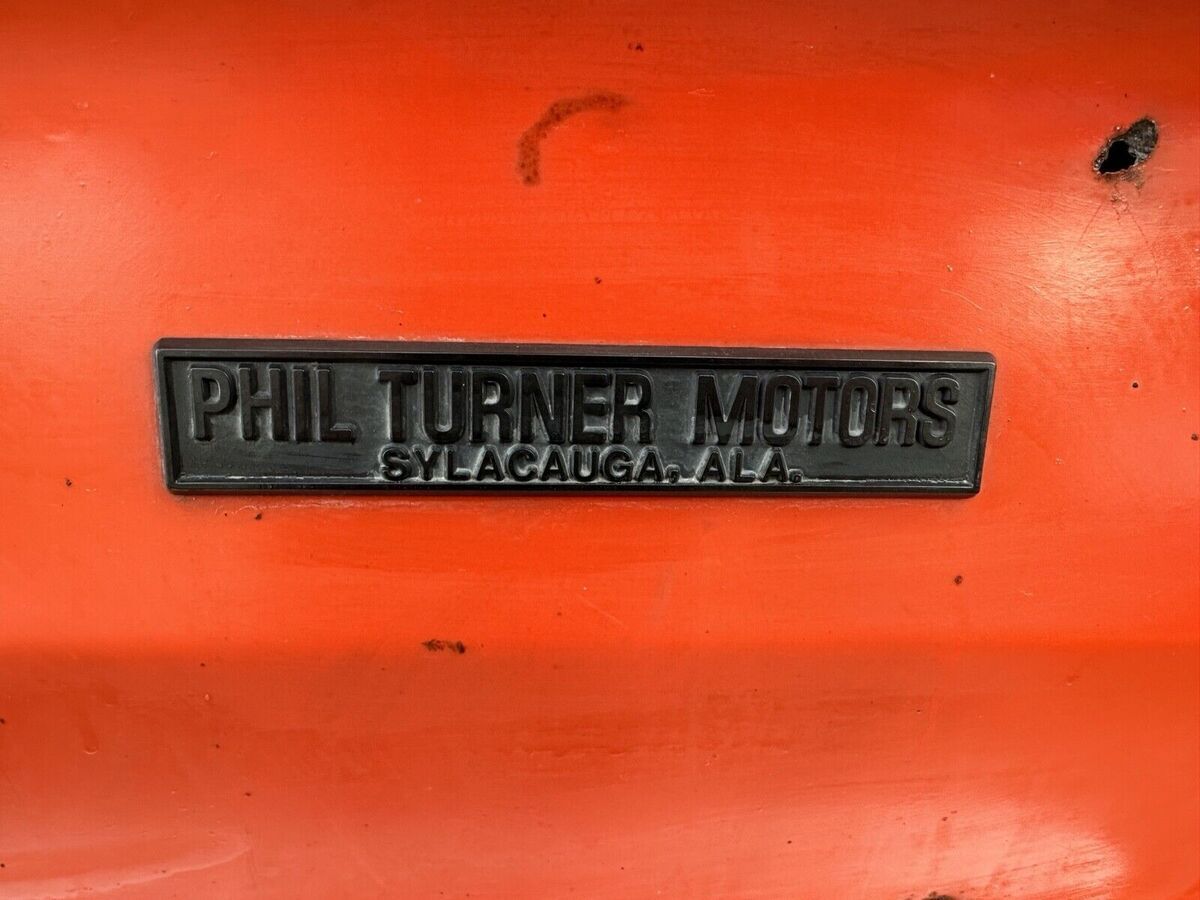 PHIL TURNER MOTORS
SYLACAUGA, ALA.